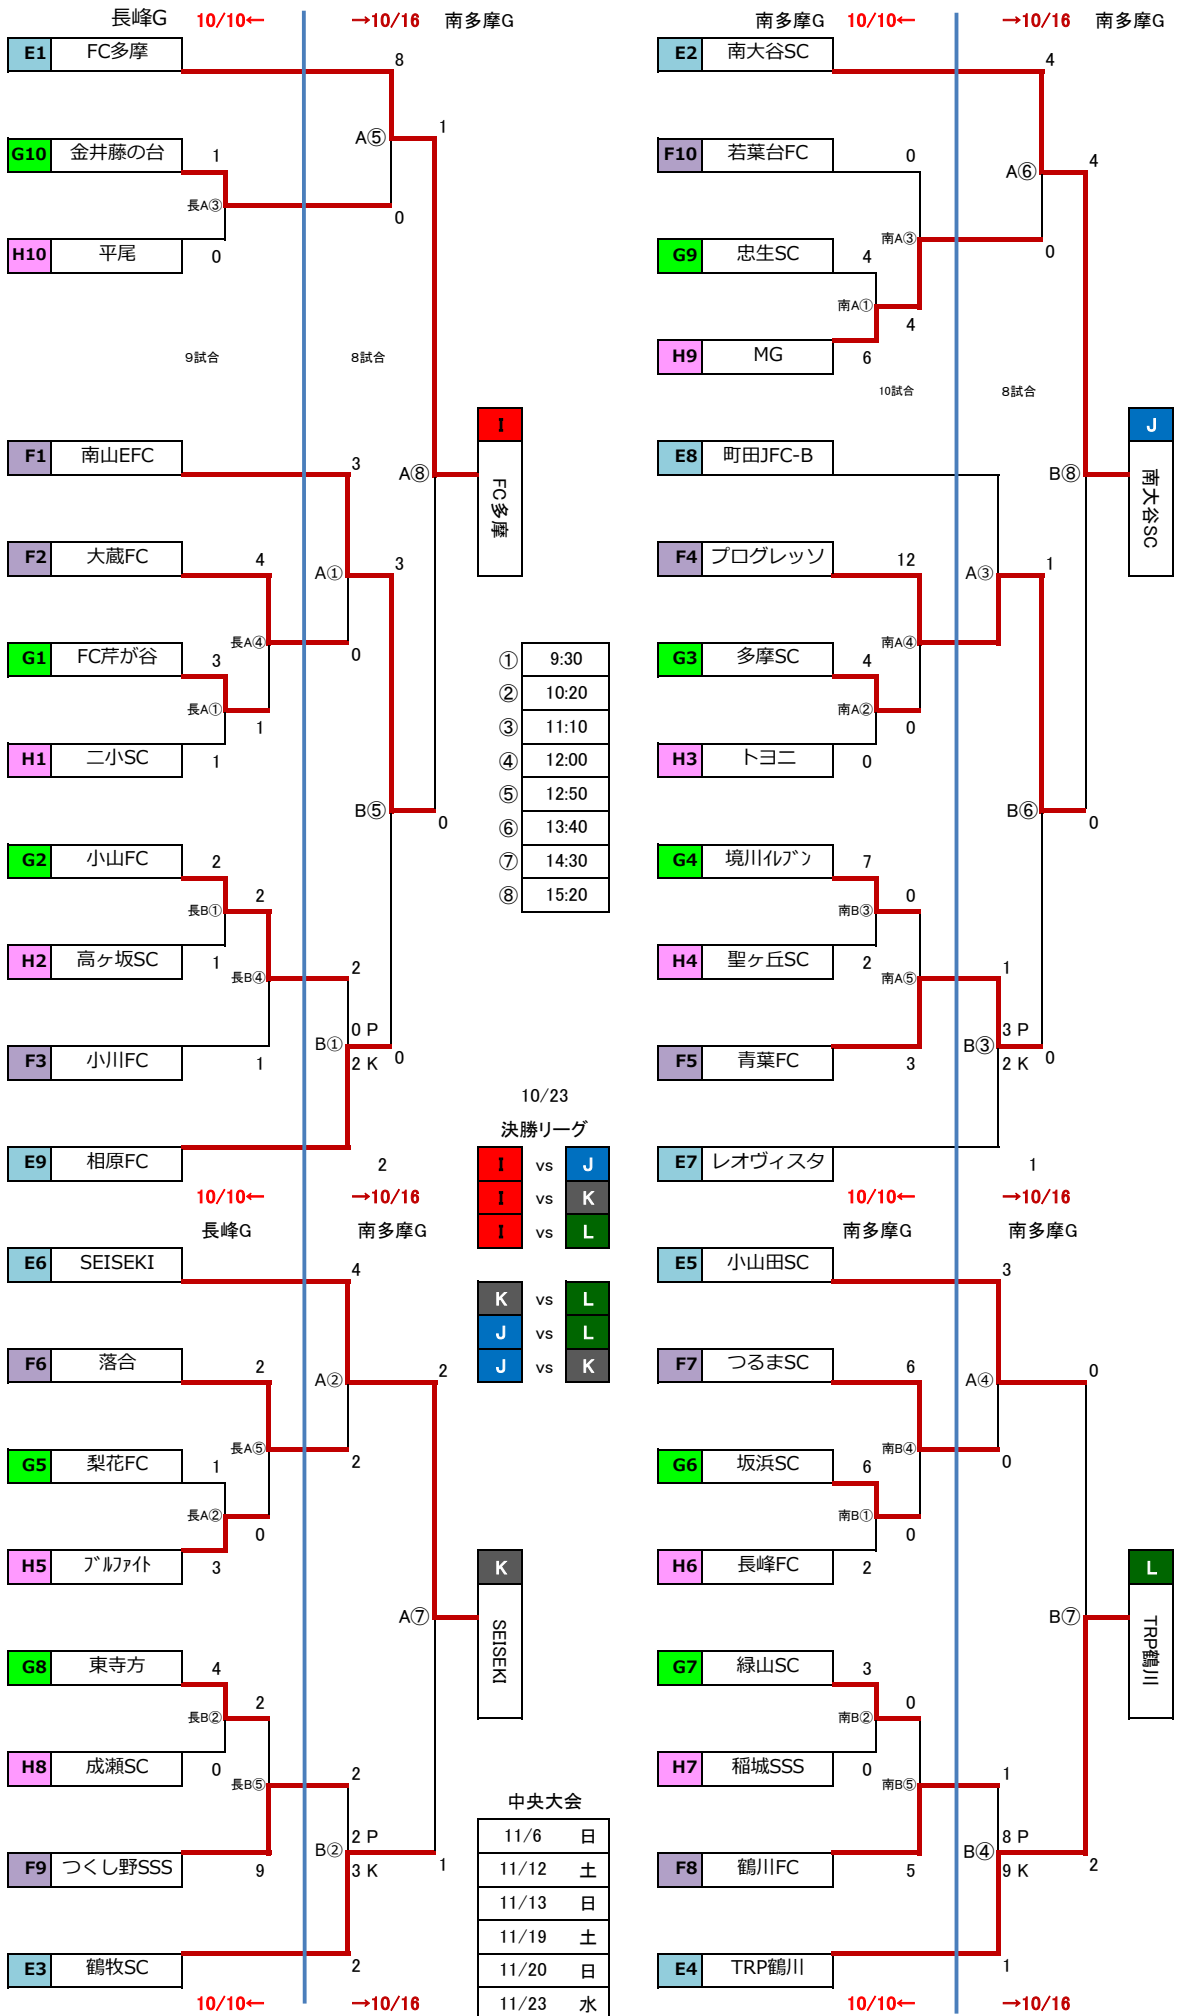 長峰G 10/10← →10/16 南多摩G
E1 FC多摩 8
1
A⑤
G10 金井藤の台 1
長A③
0
H10 平尾 0
9試合 8試合
I
FC多摩
F1 南山EFC 3
A⑧
F2 大蔵FC 4
A① 3
長A④
0
G1 FC芹が谷 3
長A①
1
H1 二小SC 1
B⑤
0
G2 小山FC 2
2
長B①
H2 高ヶ坂SC 1
長B④ 2
0 P
B①
2 K 0
F3 小川FC 1
E9 相原FC 2
10/10← →10/16
長峰G 南多摩G
E6 SEISEKI 4
F6 落合 2
A② 2
長A⑤
2
G5 梨花FC 1
長A②
0
H5 ブルファイト 3
K
SEISEKI
A⑦
G8 東寺方 4
2
長B②
H8 成瀬SC 0
長B⑤ 2
2 P
B②
3 K 1
F9 つくし野SSS 9
E3 鶴牧SC 2
10/10← →10/16
① 9:30
② 10:20
③ 11:10
④ 12:00
⑤ 12:50
⑥ 13:40
⑦ 14:30
⑧ 15:20
10/23
決勝リーグ
I vs J
I vs K
I vs L
K vs L
J vs L
J vs K
中央大会
11/6 日
11/12 土
11/13 日
11/19 土
11/20 日
11/23 水
南多摩G 10/10← →10/16 南多摩G
E2 南大谷SC 4
F10 若葉台FC 0
A⑥ 4
南A③
0
G9 忠生SC 4
南A①
4
H9 MG 6
10試合 8試合
J
南大谷SC
E8 町田JFC-B
B⑧
F4 プログレッソ 12
A③ 1
南A④
G3 多摩SC 4
南A②
0
H3 トヨニ 0
B⑥
0
G4 境川イレブン 7
0
南B③
H4 聖ヶ丘SC 2
南A⑤ 1
3 P
B③
2 K 0
F5 青葉FC 3
E7 レオヴィスタ 1
10/10← →10/16
南多摩G 南多摩G
E5 小山田SC 3
F7 つるまSC 6
A④ 0
南B④
0
G6 坂浜SC 6
南B①
0
H6 長峰FC 2
L
TRP鶴川
B⑦
G7 緑山SC 3
0
南B②
H7 稲城SSS 0
南B⑤ 1
8 P
B④
9 K 2
F8 鶴川FC 5
E4 TRP鶴川 1
10/10← →10/16
0